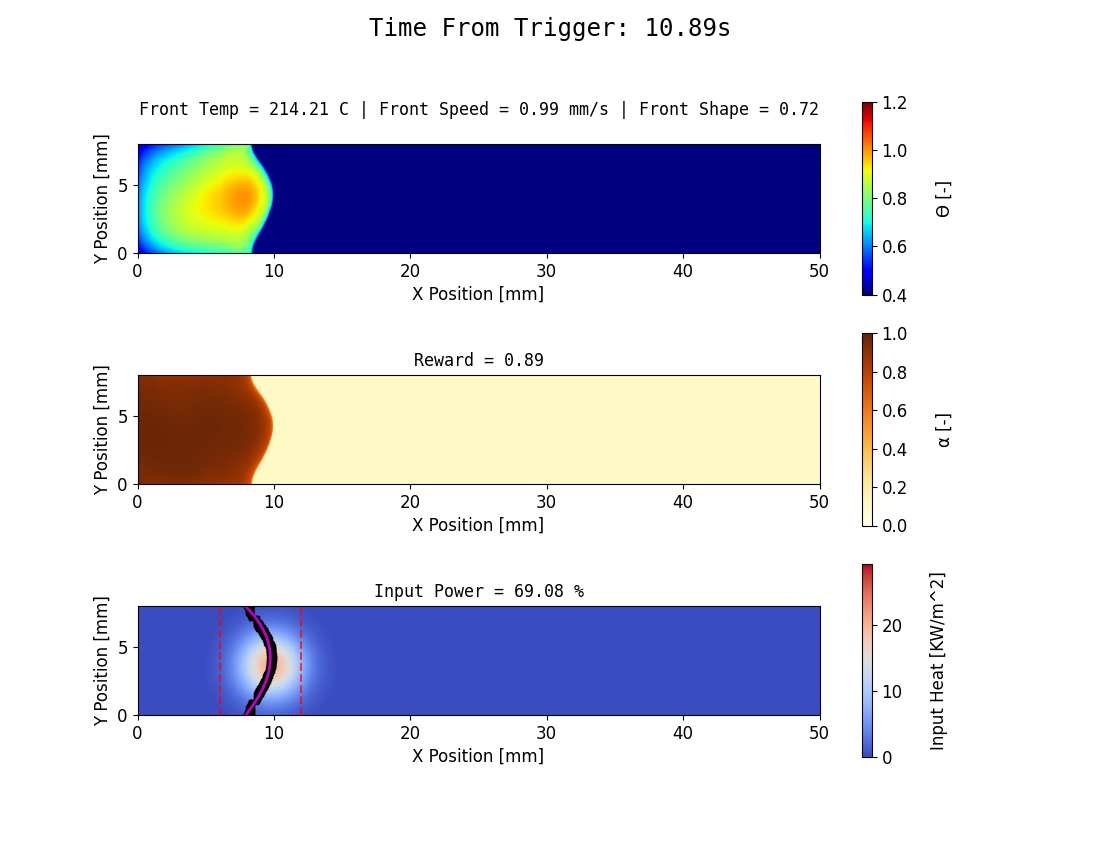 Time From Trigger: 10.89s
Front Temp = 214.21 C | Front Speed = 0.99 mm/s | Front Shape = 0.72
Y Position [mm]
5
0
0 10 20 30 40 50
X Position [mm]
1.2
1.0
0.8
0.6
0.4
Θ [-]
Reward = 0.89
Y Position [mm]
5
0
0 10 20 30 40 50
X Position [mm]
1.0
0.8
0.6
0.4
0.2
0.0
α [-]
Input Power = 69.08 %
Y Position [mm]
5
0
0 10 20 30 40 50
X Position [mm]
20
10
0
Input Heat [KW/m^2]